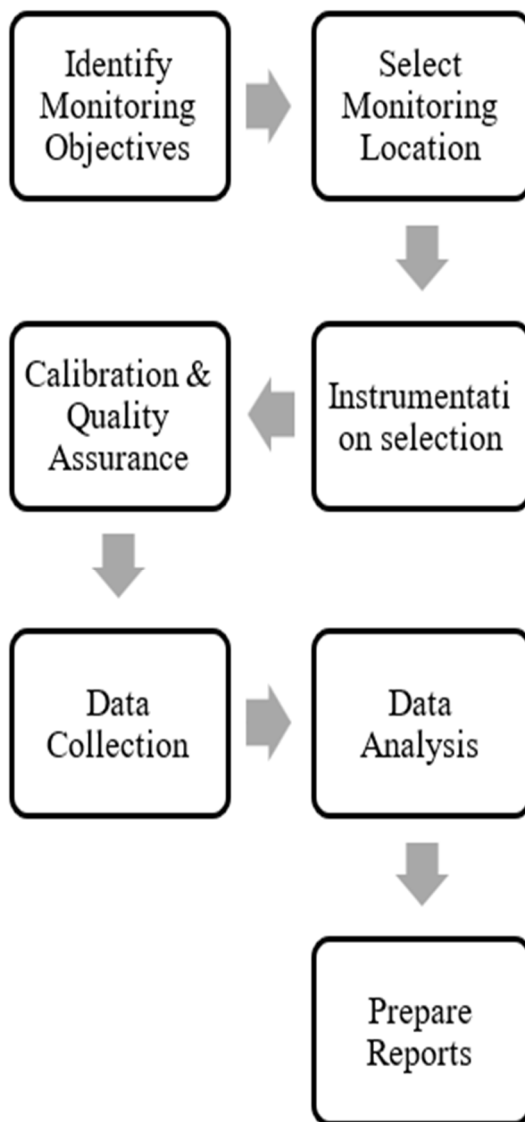 Identify
Monitoring
Objectives
Select
Monitoring
Location
Instrumentati
on selection
Calibration &
Quality
Assurance
Data
Collection
Data
Analysis
Prepare
Reports